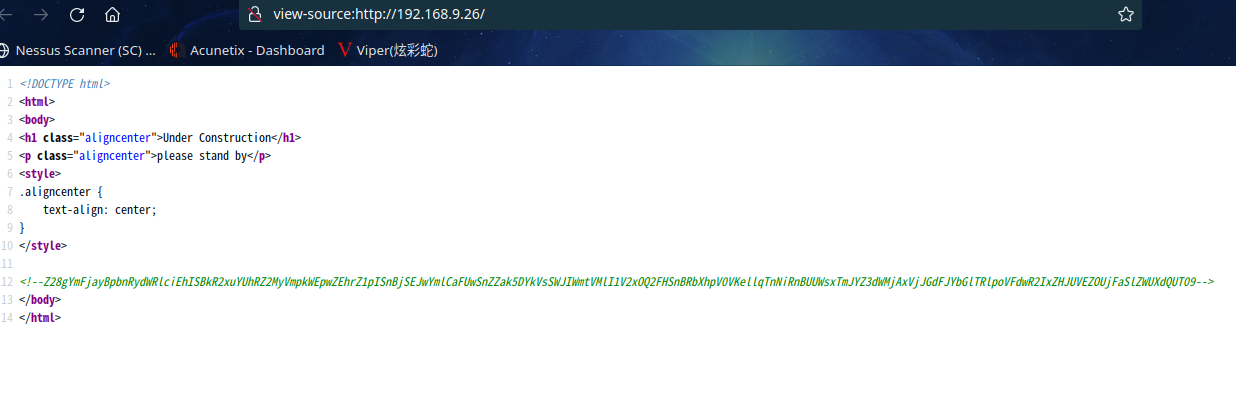 view-source:http://192.168.9.26/
Nessus Scanner (SC) ... Acunetix - Dashboard Viper(炫彩蛇)
1 <!DOCTYPE html>
2 <html>
3 <body>
4 <h1 class="aligncenter">Under Construction</h1>
5 <p class="aligncenter">please stand by</p>
6 <style>
7 .aligncenter {
8 text-align: center;
9 }
10 </style>
11
12 <!--Z28gYmFjayBpbnRydWRlciEhISBkR2xuYUhRZ2MyVmpkWEpwZEhrZ1pISnBjSEJwYmlCaFUwSnZZak5DYkVsSWJIWmtVMlI1V2xOQ2FHSnBRbXhpV0VKellqTnNiRnBUUWsxTmJYZ3dWMjAxVjJGdFJYbGlTRlpoVFdwR2IxZHJUVEZOUjFaSlZWUXdQUT09-->
13 </body>
14 </html>